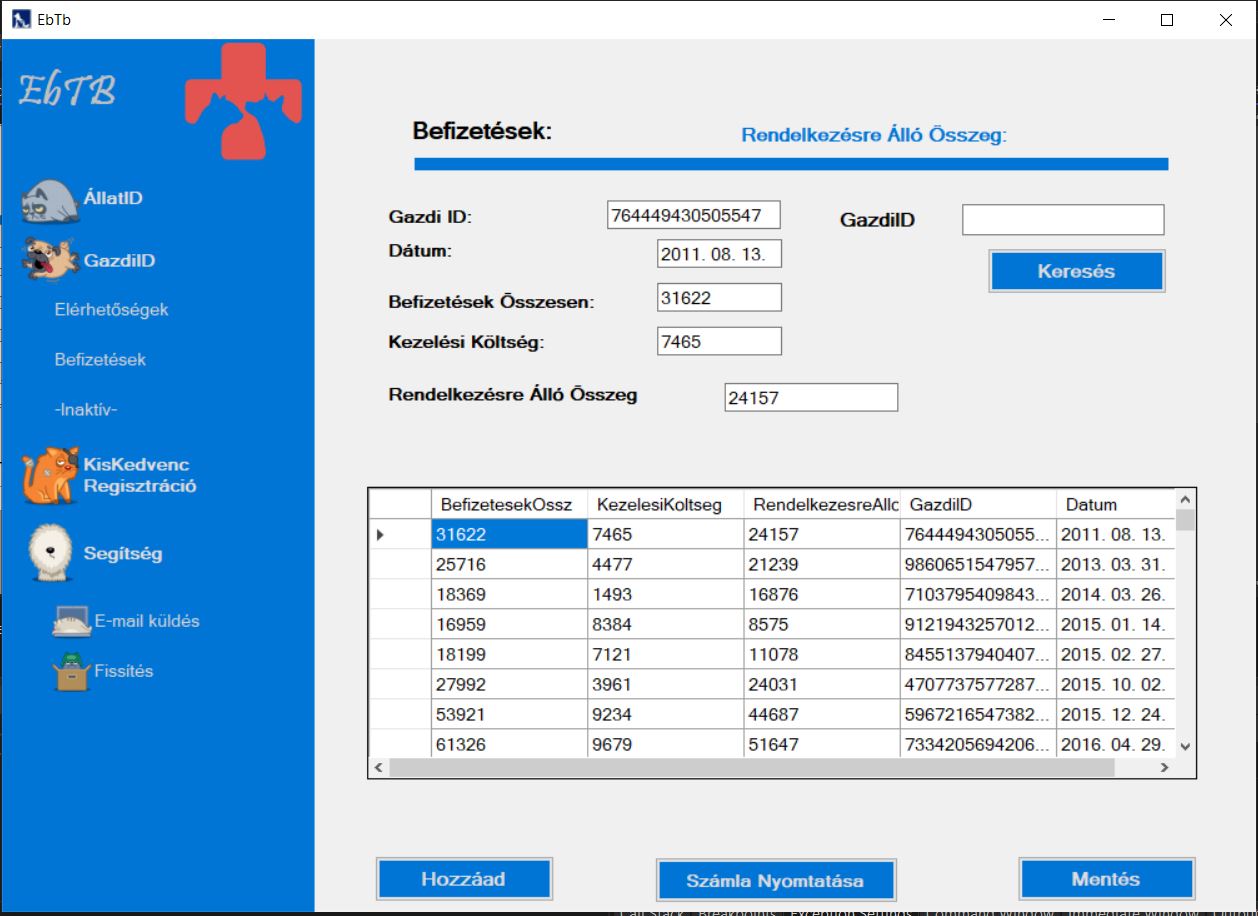 EbTb
EbTB
ÁllatID
GazdiID
Elérhetőségek
Befizetések
-Inaktív-
KisKedvenc
Regisztráció
Segítség
E-mail küldés
Fissítés
Befizetések:
Rendelkezésre Álló Összeg:
Gazdi ID: 764449430505547
GazdiID
Keresés
Dátum: 2011. 08. 13.
Befizetések Összesen: 31622
Kezelési Költség: 7465
Rendelkezésre Álló Összeg 24157
BefizetesekOssz KezelesiKoltseg RendelkezesreAllo GazdiID Datum
31622 7465 24157 7644494305055... 2011. 08. 13.
25716 4477 21239 9860651547957... 2013. 03. 31.
18369 1493 16876 7103795409843... 2014. 03. 26.
16959 8384 8575 9121943257012... 2015. 01. 14.
18199 7121 11078 8455137940407... 2015. 02. 27.
27992 3961 24031 4707737577287... 2015. 10. 02.
53921 9234 44687 5967216547382... 2015. 12. 24.
61326 9679 51647 7334205694206... 2016. 04. 29.
Hozzáad
Számla Nyomtatása
Mentés